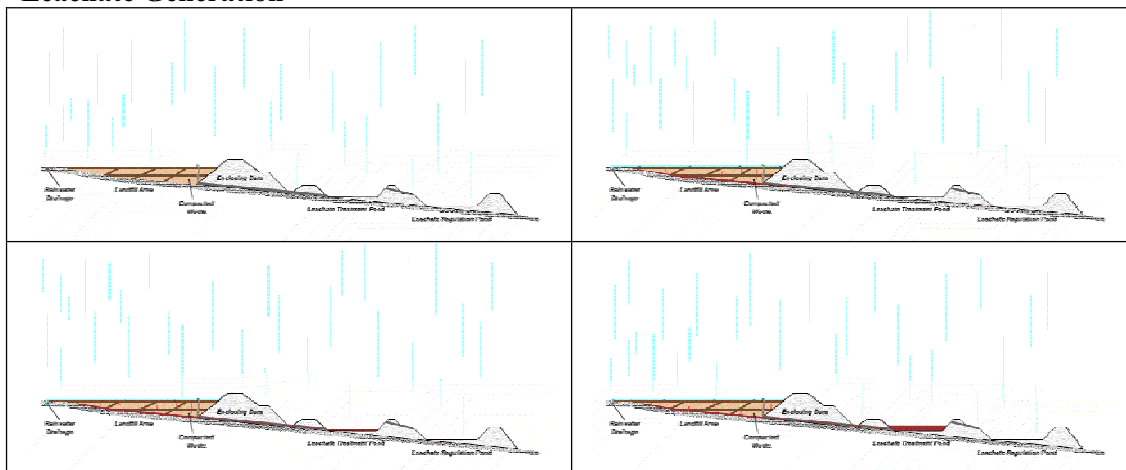 Leachate Generation
Enclosing Dam
Rainwater
Drainage
Landfill Area
Compacted
Waste
Leachate Treatment Pond
Leachate Regulation Pond
Enclosing Dam
Rainwater
Drainage
Landfill Area
Compacted
Waste
Leachate Treatment Pond
Leachate Regulation Pond
Enclosing Dam
Rainwater
Drainage
Landfill Area
Compacted
Waste
Leachate Treatment Pond
Leachate Regulation Pond
Enclosing Dam
Rainwater
Drainage
Landfill Area
Compacted
Waste
Leachate Treatment Pond
Leachate Regulation Pond